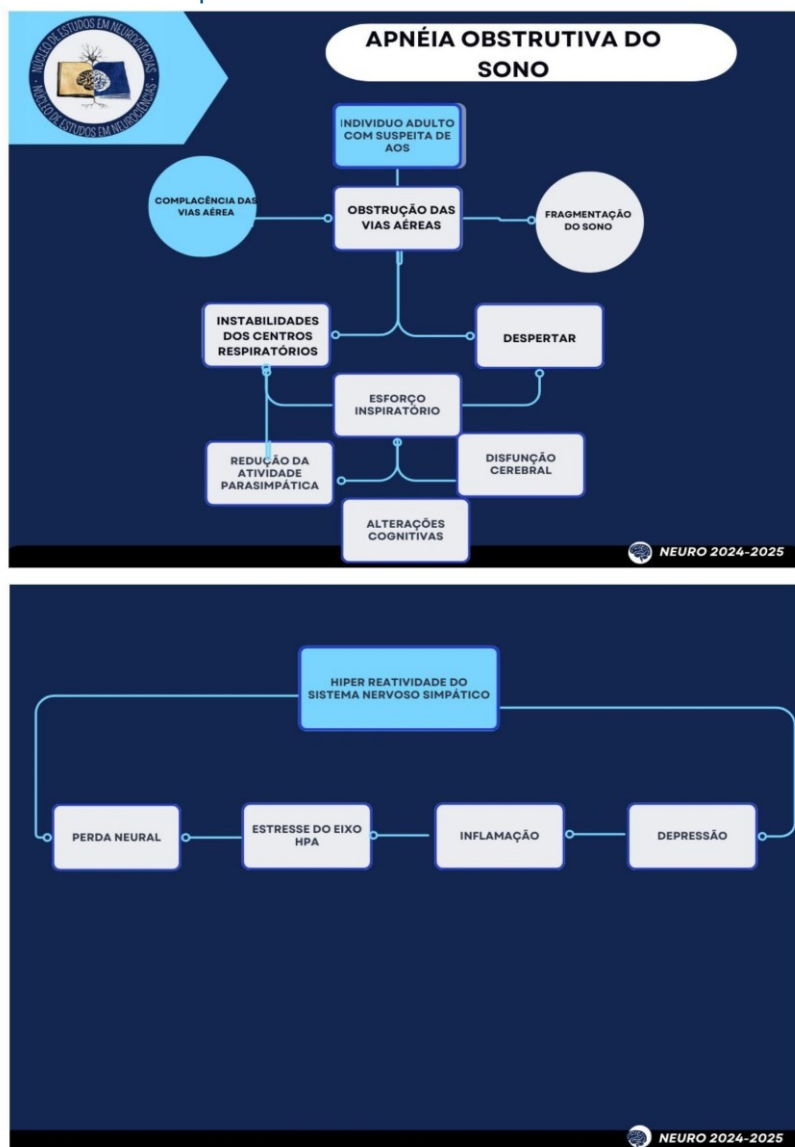 NÚCLEO DE ESTUDOS EM NEUROCIÊNCIAS
NÚCLEO DE ESTUDOS EM NEUROCIÊNCIAS
APNÉIA OBSTRUTIVA DO
SONO
INDIVIDUO ADULTO
COM SUSPEITA DE
AOS
COMPLACÊNCIA DAS
VIAS AÉREA
OBSTRUÇÃO DAS
VIAS AÉREAS
FRAGMENTAÇÃO
DO SONO
INSTABILIDADES
DOS CENTROS
RESPIRATÓRIOS
DESPERTAR
ESFORÇO
INSPIRATÓRIO
REDUÇÃO DA
ATIVIDADE
PARASIMPÁTICA
DISFUNÇÃO
CEREBRAL
ALTERAÇÕES
COGNITIVAS
NEURO 2024-2025
HIPER REATIVIDADE DO
SISTEMA NERVOSO SIMPÁTICO
PERDA NEURAL
ESTRESSE DO EIXO
HPA
INFLAMAÇÃO
DEPRESSÃO
NEURO 2024-2025